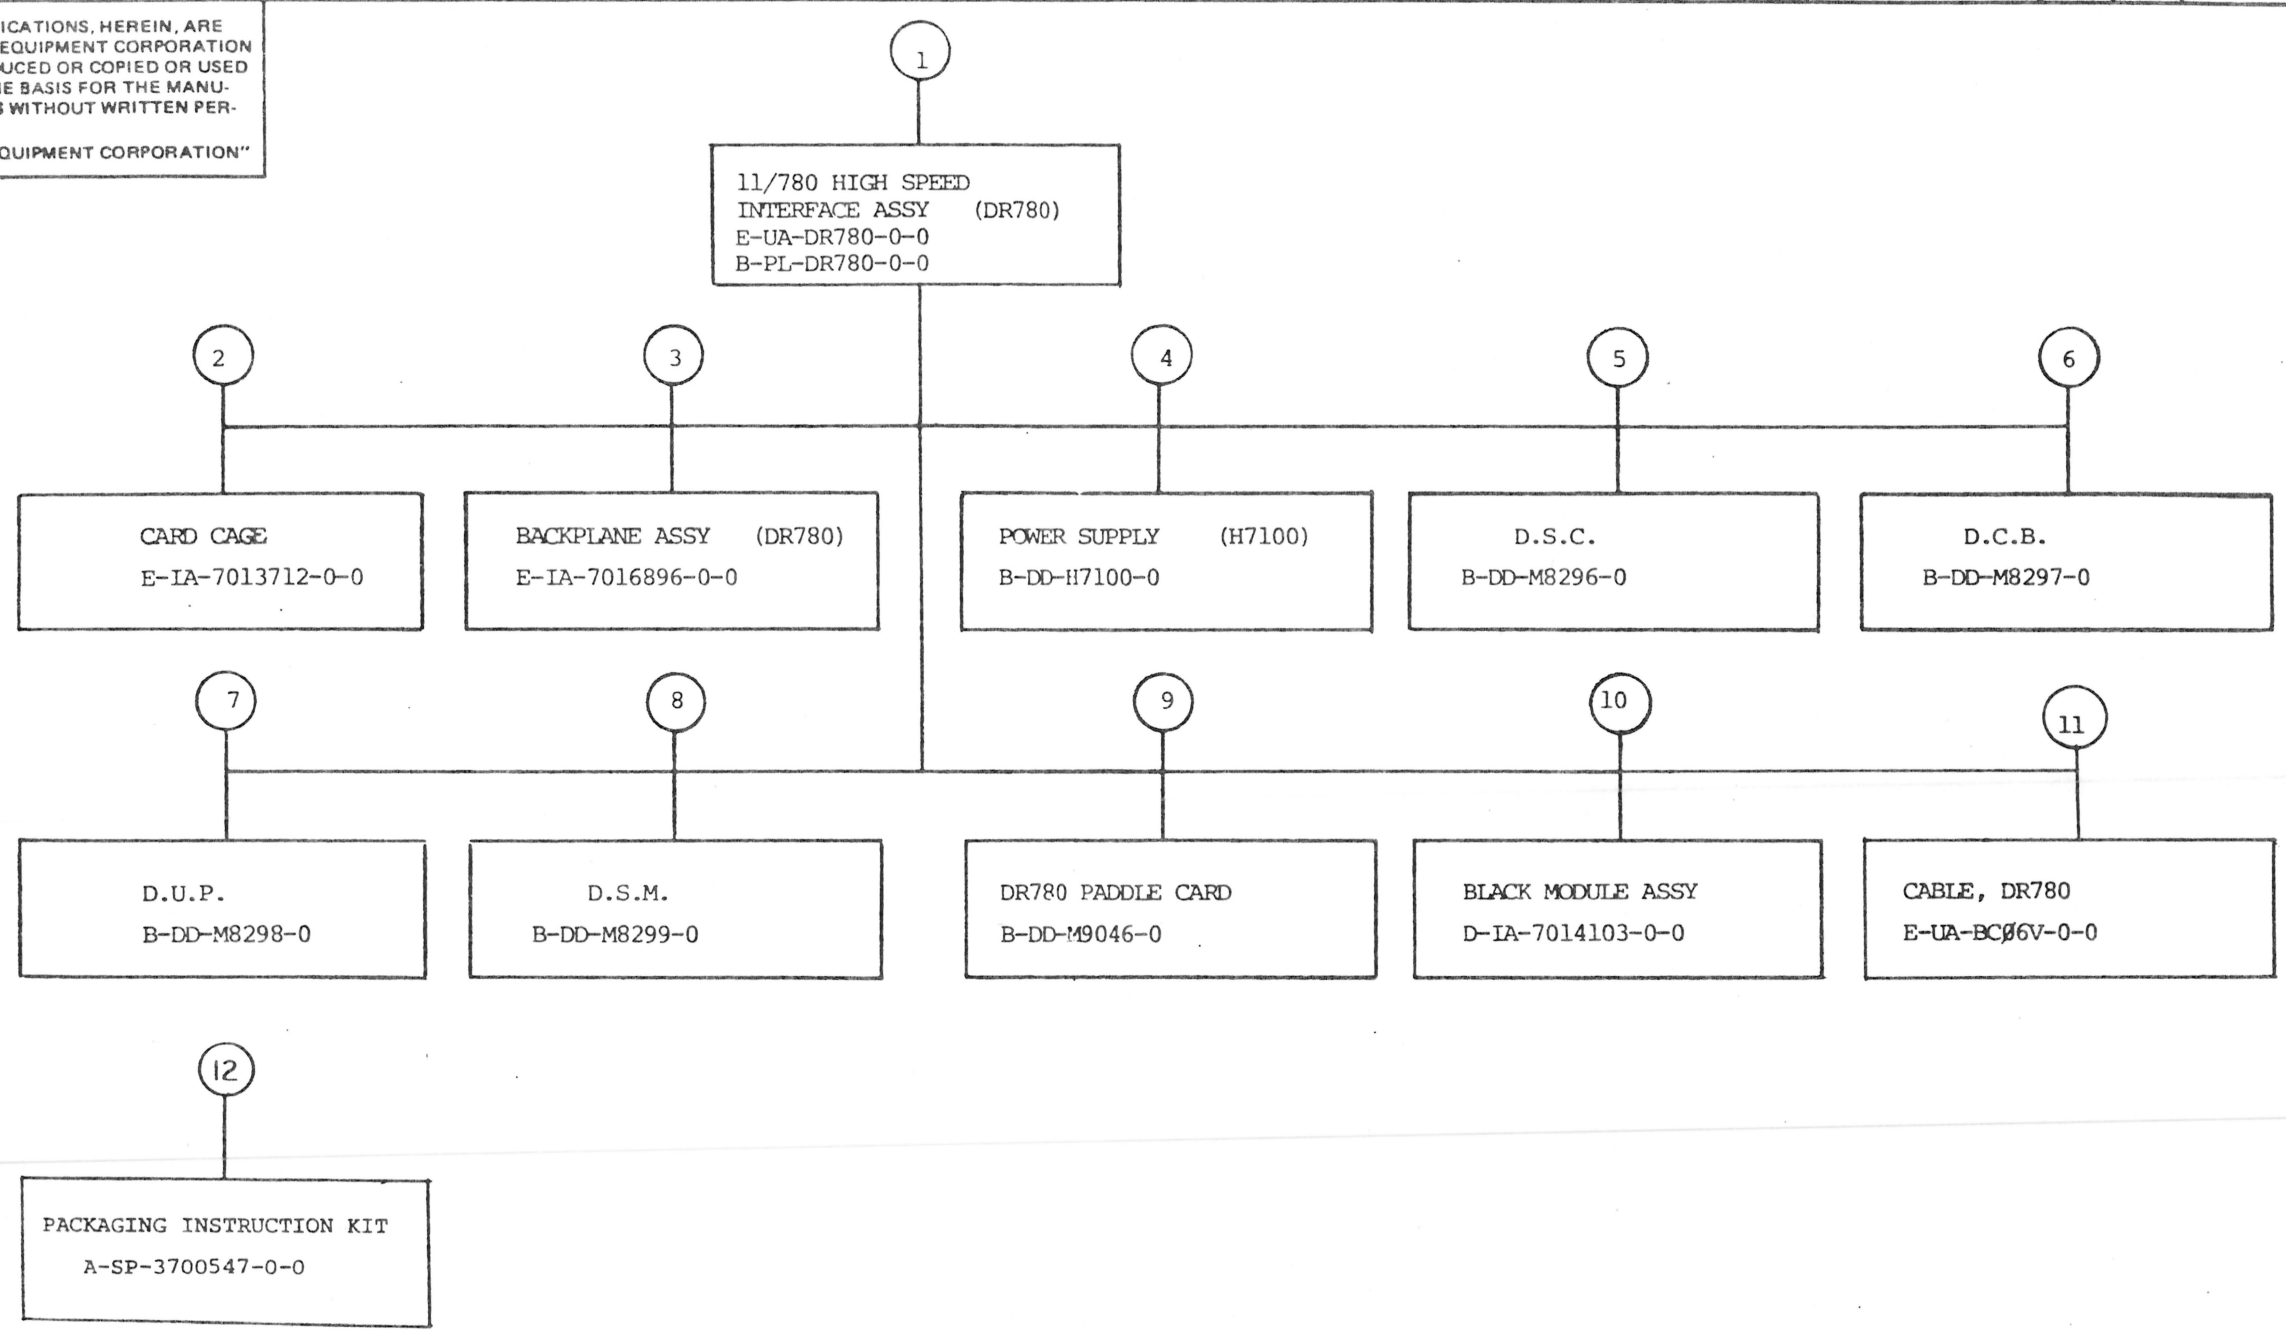 ICATIONS, HEREIN, ARE
EQUIPMENT CORPORATION
UCED OR COPIED OR USED
E BASIS FOR THE MANU-
S WITHOUT WRITTEN PER-
QUIPMENT CORPORATION"
1
11/780 HIGH SPEED
INTERFACE ASSY (DR780)
E-UA-DR780-0-0
B-PL-DR780-0-0
2
3
4
5
6
CARD CAGE
E-IA-7013712-0-0
BACKPLANE ASSY (DR780)
E-IA-7016896-0-0
POWER SUPPLY (H7100)
B-DD-H7100-0
D.S.C.
B-DD-M8296-0
D.C.B.
B-DD-M8297-0
7
8
9
10
11
D.U.P.
B-DD-M8298-0
D.S.M.
B-DD-M8299-0
DR780 PADDLE CARD
B-DD-M9046-0
BLACK MODULE ASSY
D-IA-7014103-0-0
CABLE, DR780
E-UA-BCØ6V-0-0
12
PACKAGING INSTRUCTION KIT
A-SP-3700547-0-0